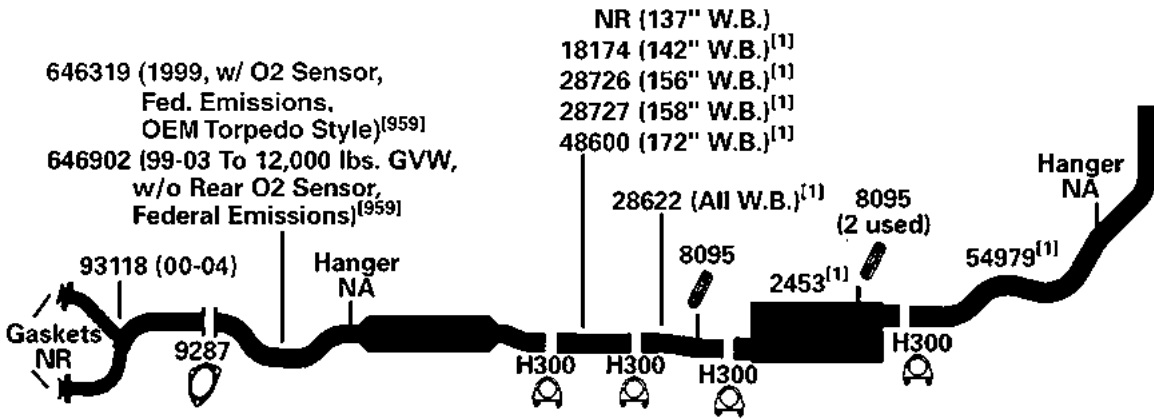 NR (137" W.B.)
18174 (142" W.B.)[1]
28726 (156" W.B.)[1]
28727 (158" W.B.)[1]
48600 (172" W.B.)[1]
646319 (1999, w/ O2 Sensor,
Fed. Emissions,
OEM Torpedo Style)[959]
646902 (99-03 To 12,000 lbs. GVW,
w/o Rear O2 Sensor,
Federal Emissions)[959]
Hanger
NA
28622 (All W.B.)[1]
8095
(2 used)
93118 (00-04)
Hanger
NA
8095
2453[1]
54979[1]
Gaskets
NR
9287
H300
H300
H300
H300